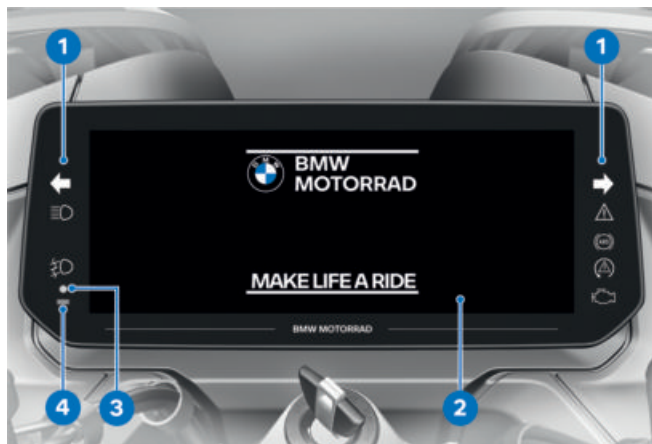 1 1
BMW
MOTORRAD
MAKE LIFE A RIDE
BMW MOTORRAD
4 3 2